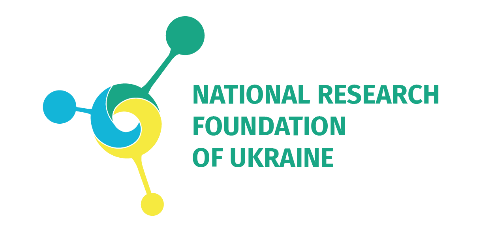 NATIONAL RESEARCH
FOUNDATION
OF UKRAINE